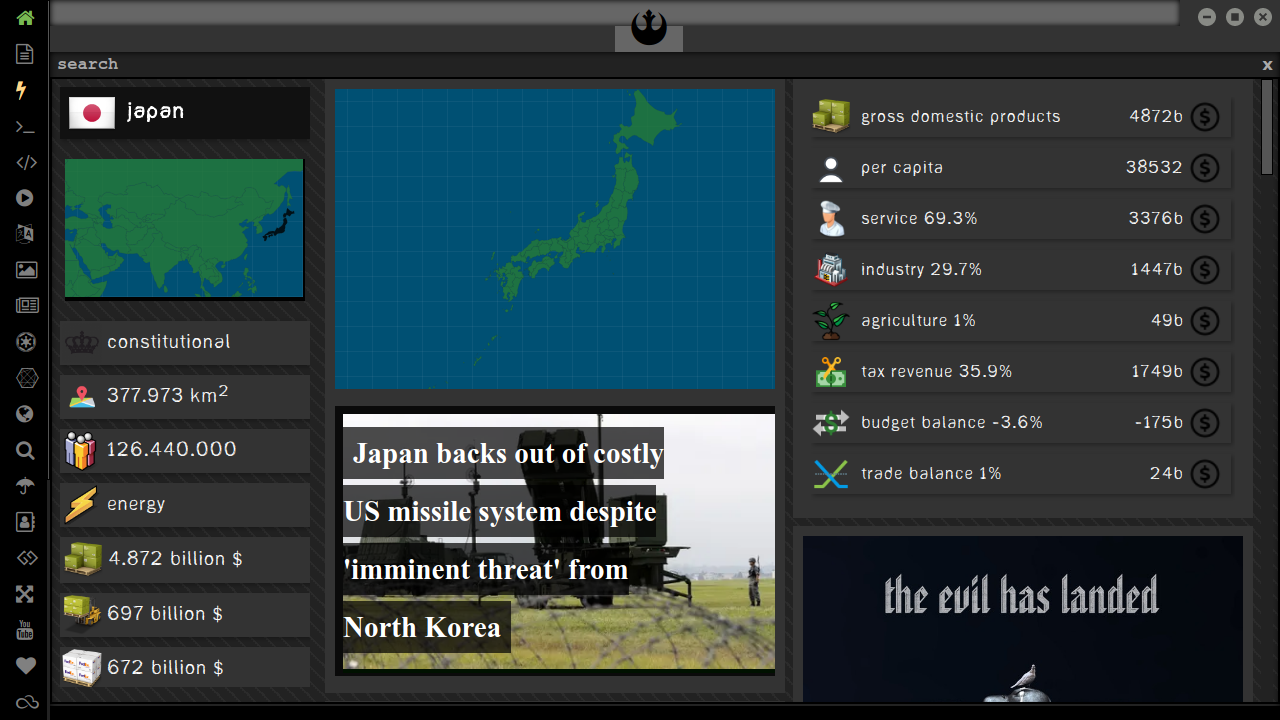 search
x
japan
constitutional
377.973 km²
126.440.000
energy
4.872 billion $
697 billion $
672 billion $
Japan backs out of costly
US missile system despite
'imminent threat' from
North Korea
gross domestic products 4872b
per capita 38532
service 69.3% 3376b
industry 29.7% 1447b
agriculture 1% 49b
tax revenue 35.9% 1749b
budget balance -3.6% -175b
trade balance 1% 24b
the evil has landed
You
Tube